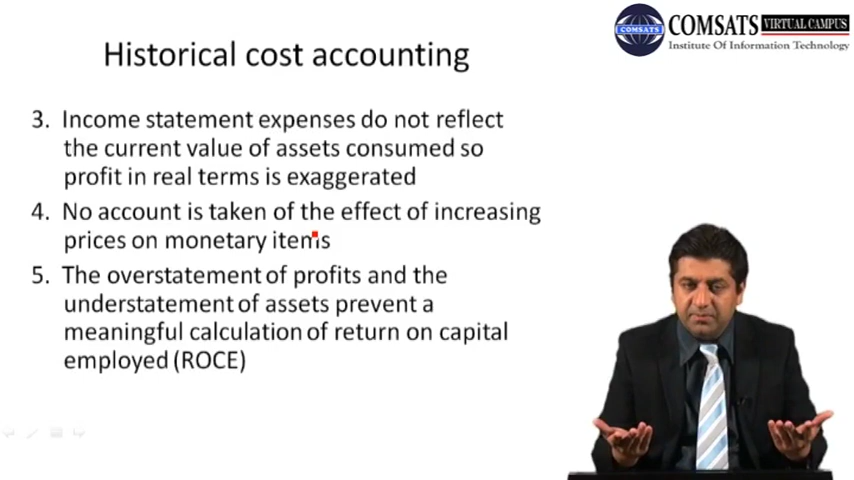 COMSATS
COMSATS VIRTUAL CAMPUS
Institute Of Information Technology
Historical cost accounting
3. Income statement expenses do not reflect
the current value of assets consumed so
profit in real terms is exaggerated
4. No account is taken of the effect of increasing
prices on monetary items
5. The overstatement of profits and the
understatement of assets prevent a
meaningful calculation of return on capital
employed (ROCE)